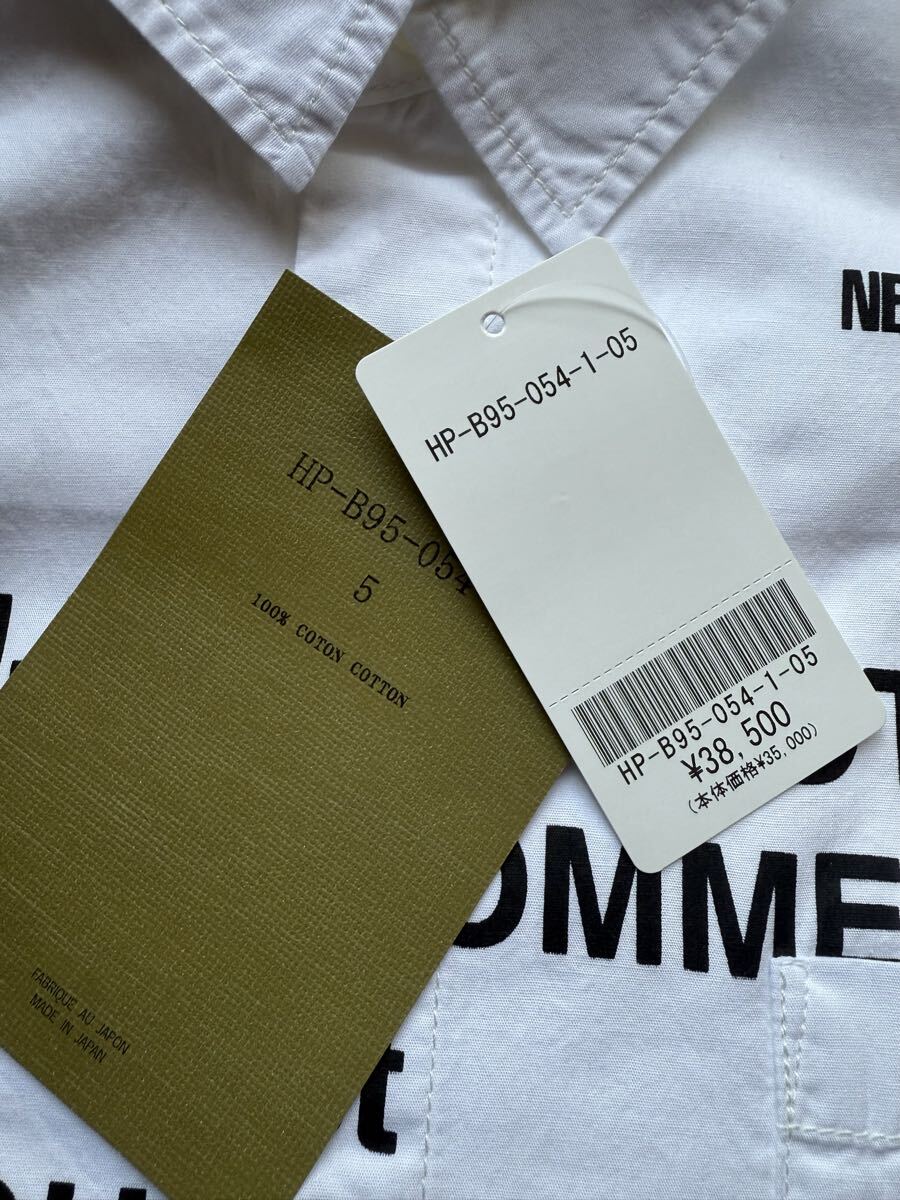 HP-B95-054-1-05
HP-B95-054
5
100% COTON COTTON
HP-B95-054-1-05
¥38,500
(本体価格¥35,000)
FABRIQUE AU JAPON
MADE IN JAPAN
NE
OMME
t